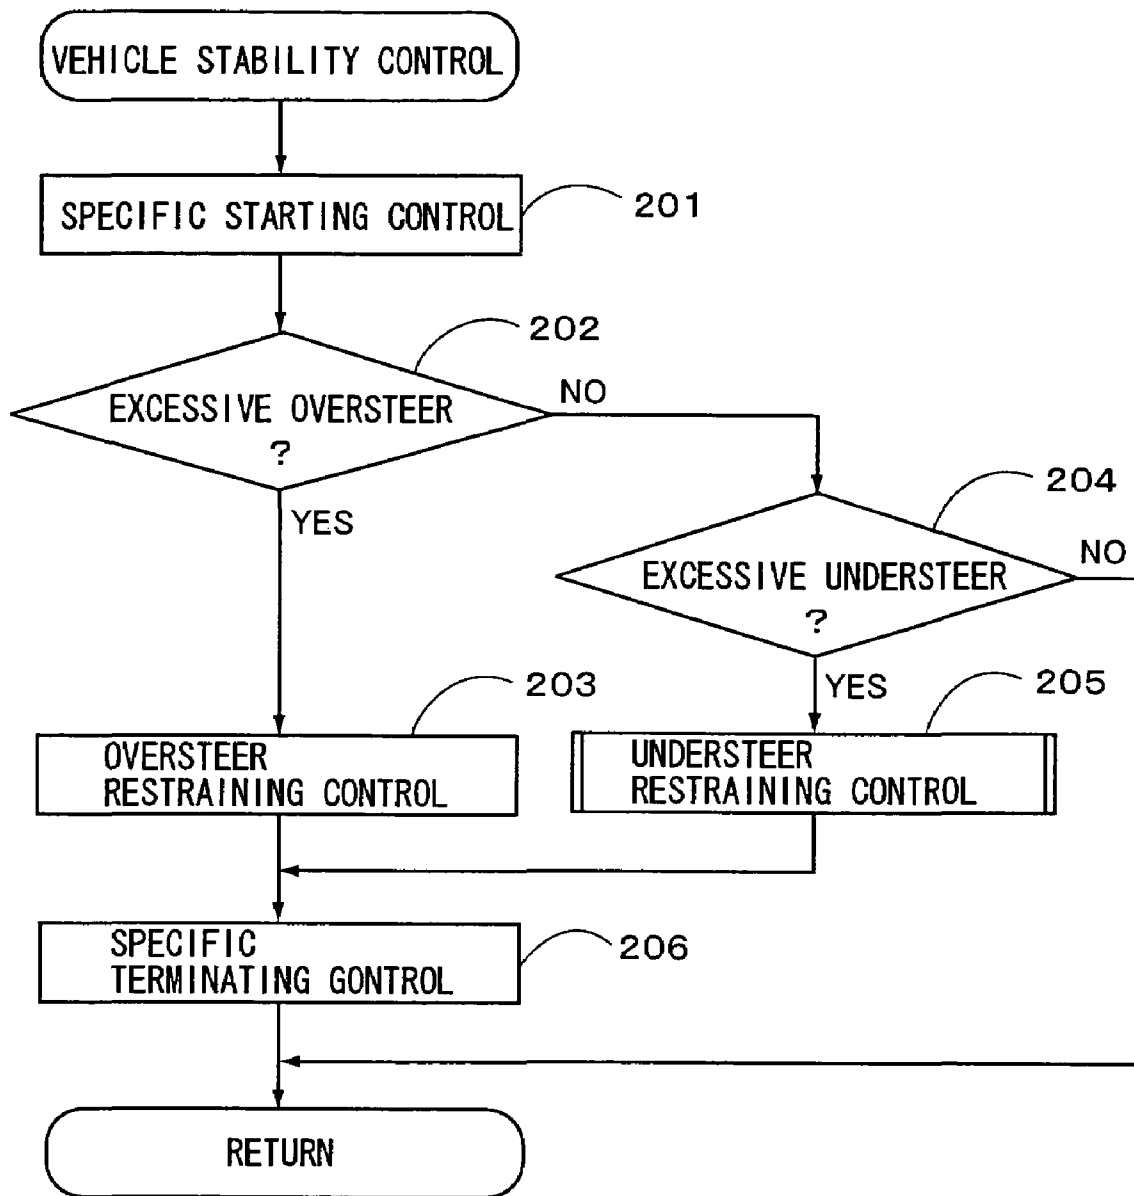 VEHICLE STABILITY CONTROL
SPECIFIC STARTING CONTROL
201
202
EXCESSIVE OVERSTEER
?
NO
YES
204
EXCESSIVE UNDERSTEER
?
NO
YES
203
OVERSTEER
RESTRAINING CONTROL
205
UNDERSTEER
RESTRAINING CONTROL
SPECIFIC
TERMINATING GONTROL
206
RETURN